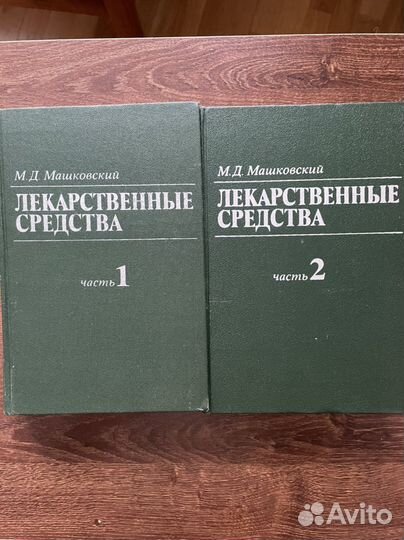 М.Д. Машковский
ЛЕКАРСТВЕННЫЕ
СРЕДСТВА
часть 1
М.Д. Машковский
ЛЕКАРСТВЕННЫЕ
СРЕДСТВА
часть 2
Avito